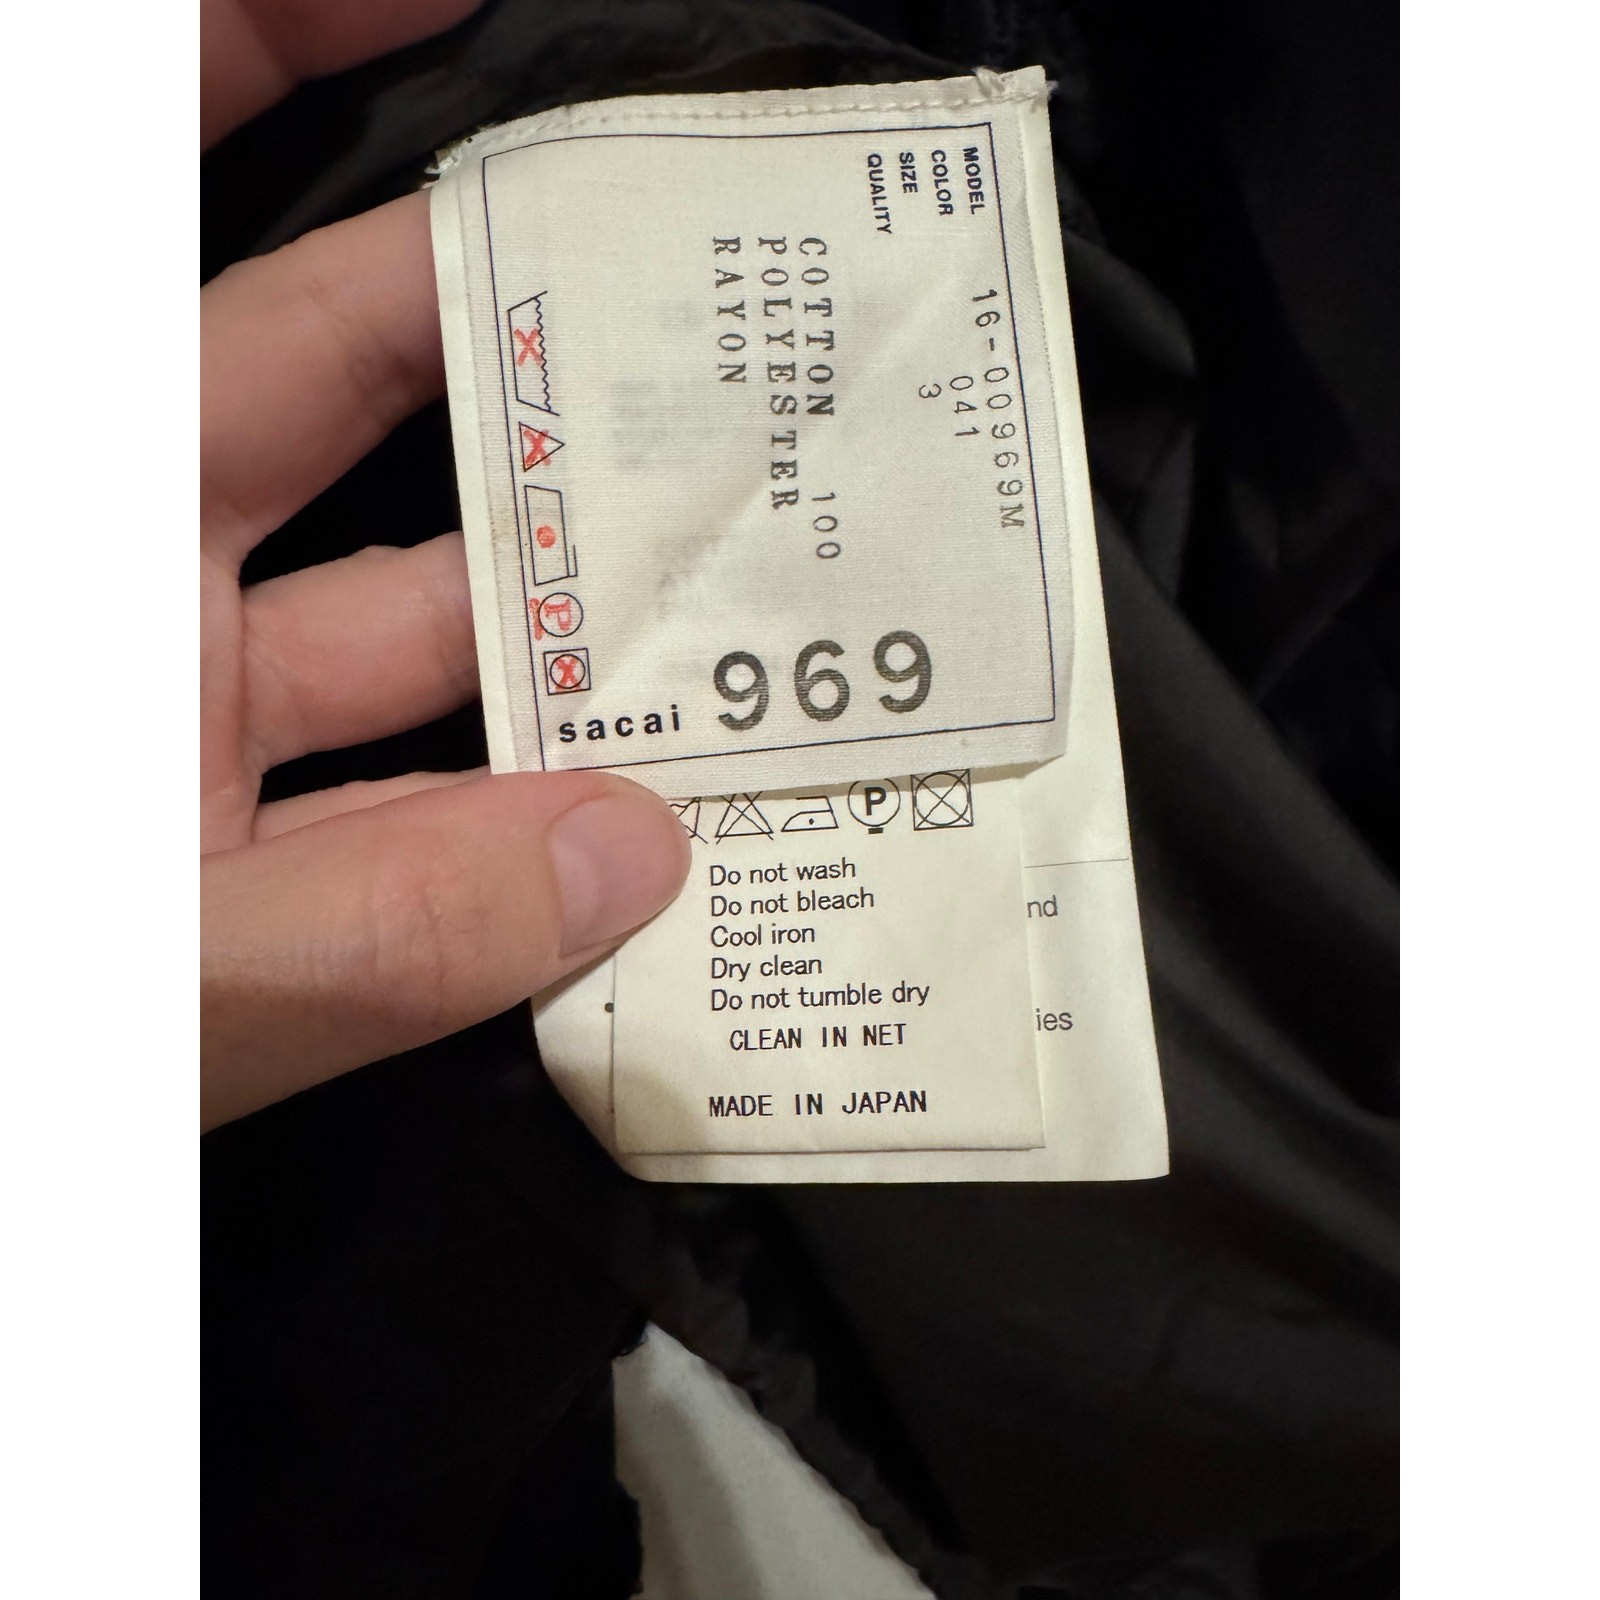 MODEL 16-00969M
COLOR 041
SIZE 3
QUALITY
COTTON 100
POLYESTER
RAYON
P
sacai
969
P
Do not wash
Do not bleach
Cool iron
Dry clean
Do not tumble dry
CLEAN IN NET
MADE IN JAPAN
nd
ies